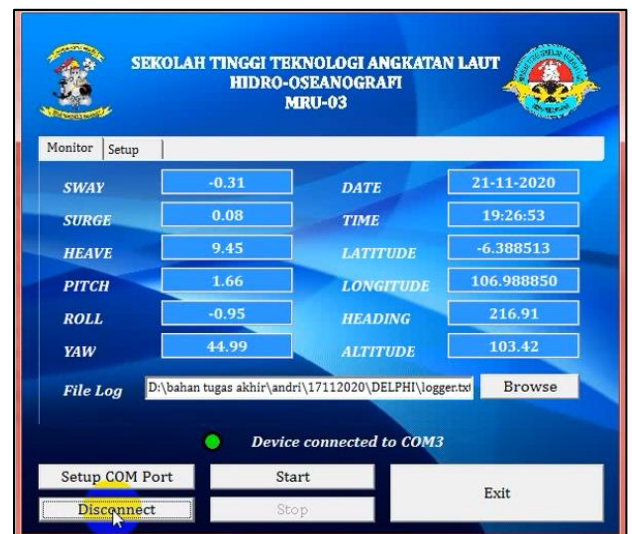 SEKOLAH TINGGI TEKNOLOGI ANGKATAN LAUT
HIDRO-OSEANOGRAFI
MRU-03
Monitor Setup
SWAY -0.31 DATE 21-11-2020
SURGE 0.08 TIME 19:26:53
HEAVE 9.45 LATITUDE -6.388513
PITCH 1.66 LONGITUDE 106.988850
ROLL -0.95 HEADING 216.91
YAW 44.99 ALTITUDE 103.42
File Log D:\bahan tugas akhir\andri\17112020\DELPHI\logger.txt Browse
Device connected to COM3
Setup COM Port Start Exit
Disconnect Stop